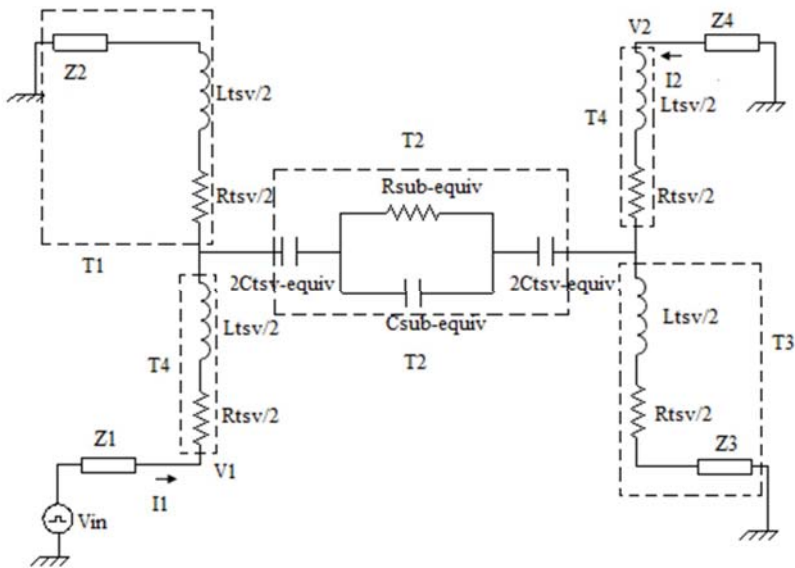 Z2
Ltsv/2
Rtsv/2
T1
V2
Z4
I2
Ltsv/2
T4
Rtsv/2
T2
Rsub-equiv
2Ctsv-equiv
2Ctsv-equiv
Csub-equiv
T2
Ltsv/2
T4
Rtsv/2
Z1
V1
I1
Vin
Ltsv/2
T3
Rtsv/2
Z3